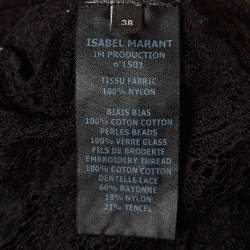 38
ISABEL MARANT
IM PRODUCTION
n°1501
TISSU FABRIC
100% NYLON
BIAIS BIAS
100% COTON COTTON
PERLES BEADS
100% VERRE GLASS
FILS DE BRODERIE
EMBROIDERY THREAD
100% COTON COTTON
DENTELLE LACE
60% RAYONNE
19% NYLON
21% TENCEL